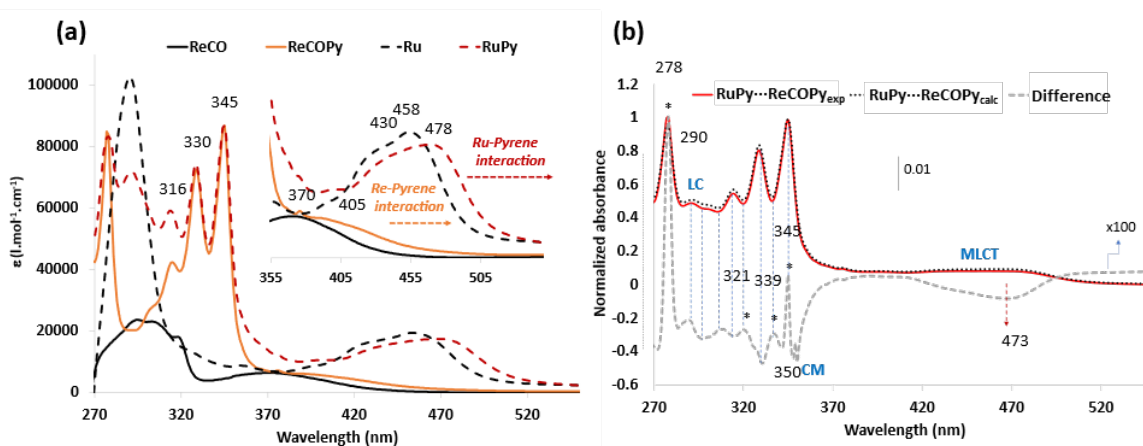 (a)
ReCO
ReCOPy
Ru
RuPy
ε (l.mol-1.cm-1)
100000
80000
60000
40000
20000
0
316
330
345
430
458
478
370
405
Ru-Pyrene
interaction
Re-Pyrene
interaction
355
405
455
505
270
320
370
420
470
520
Wavelength (nm)
(b)
278
RuPy···ReCOPyexp
RuPy···ReCOPycalc
Difference
Normalized absorbance
1.2
1
0.8
0.6
0.4
0.2
0
-0.2
-0.4
-0.6
*
290
LC
0.01
345
*
321
*
339
*
MLCT
x100
473
350
CM
270
320
370
420
470
520
Wavelength (nm)